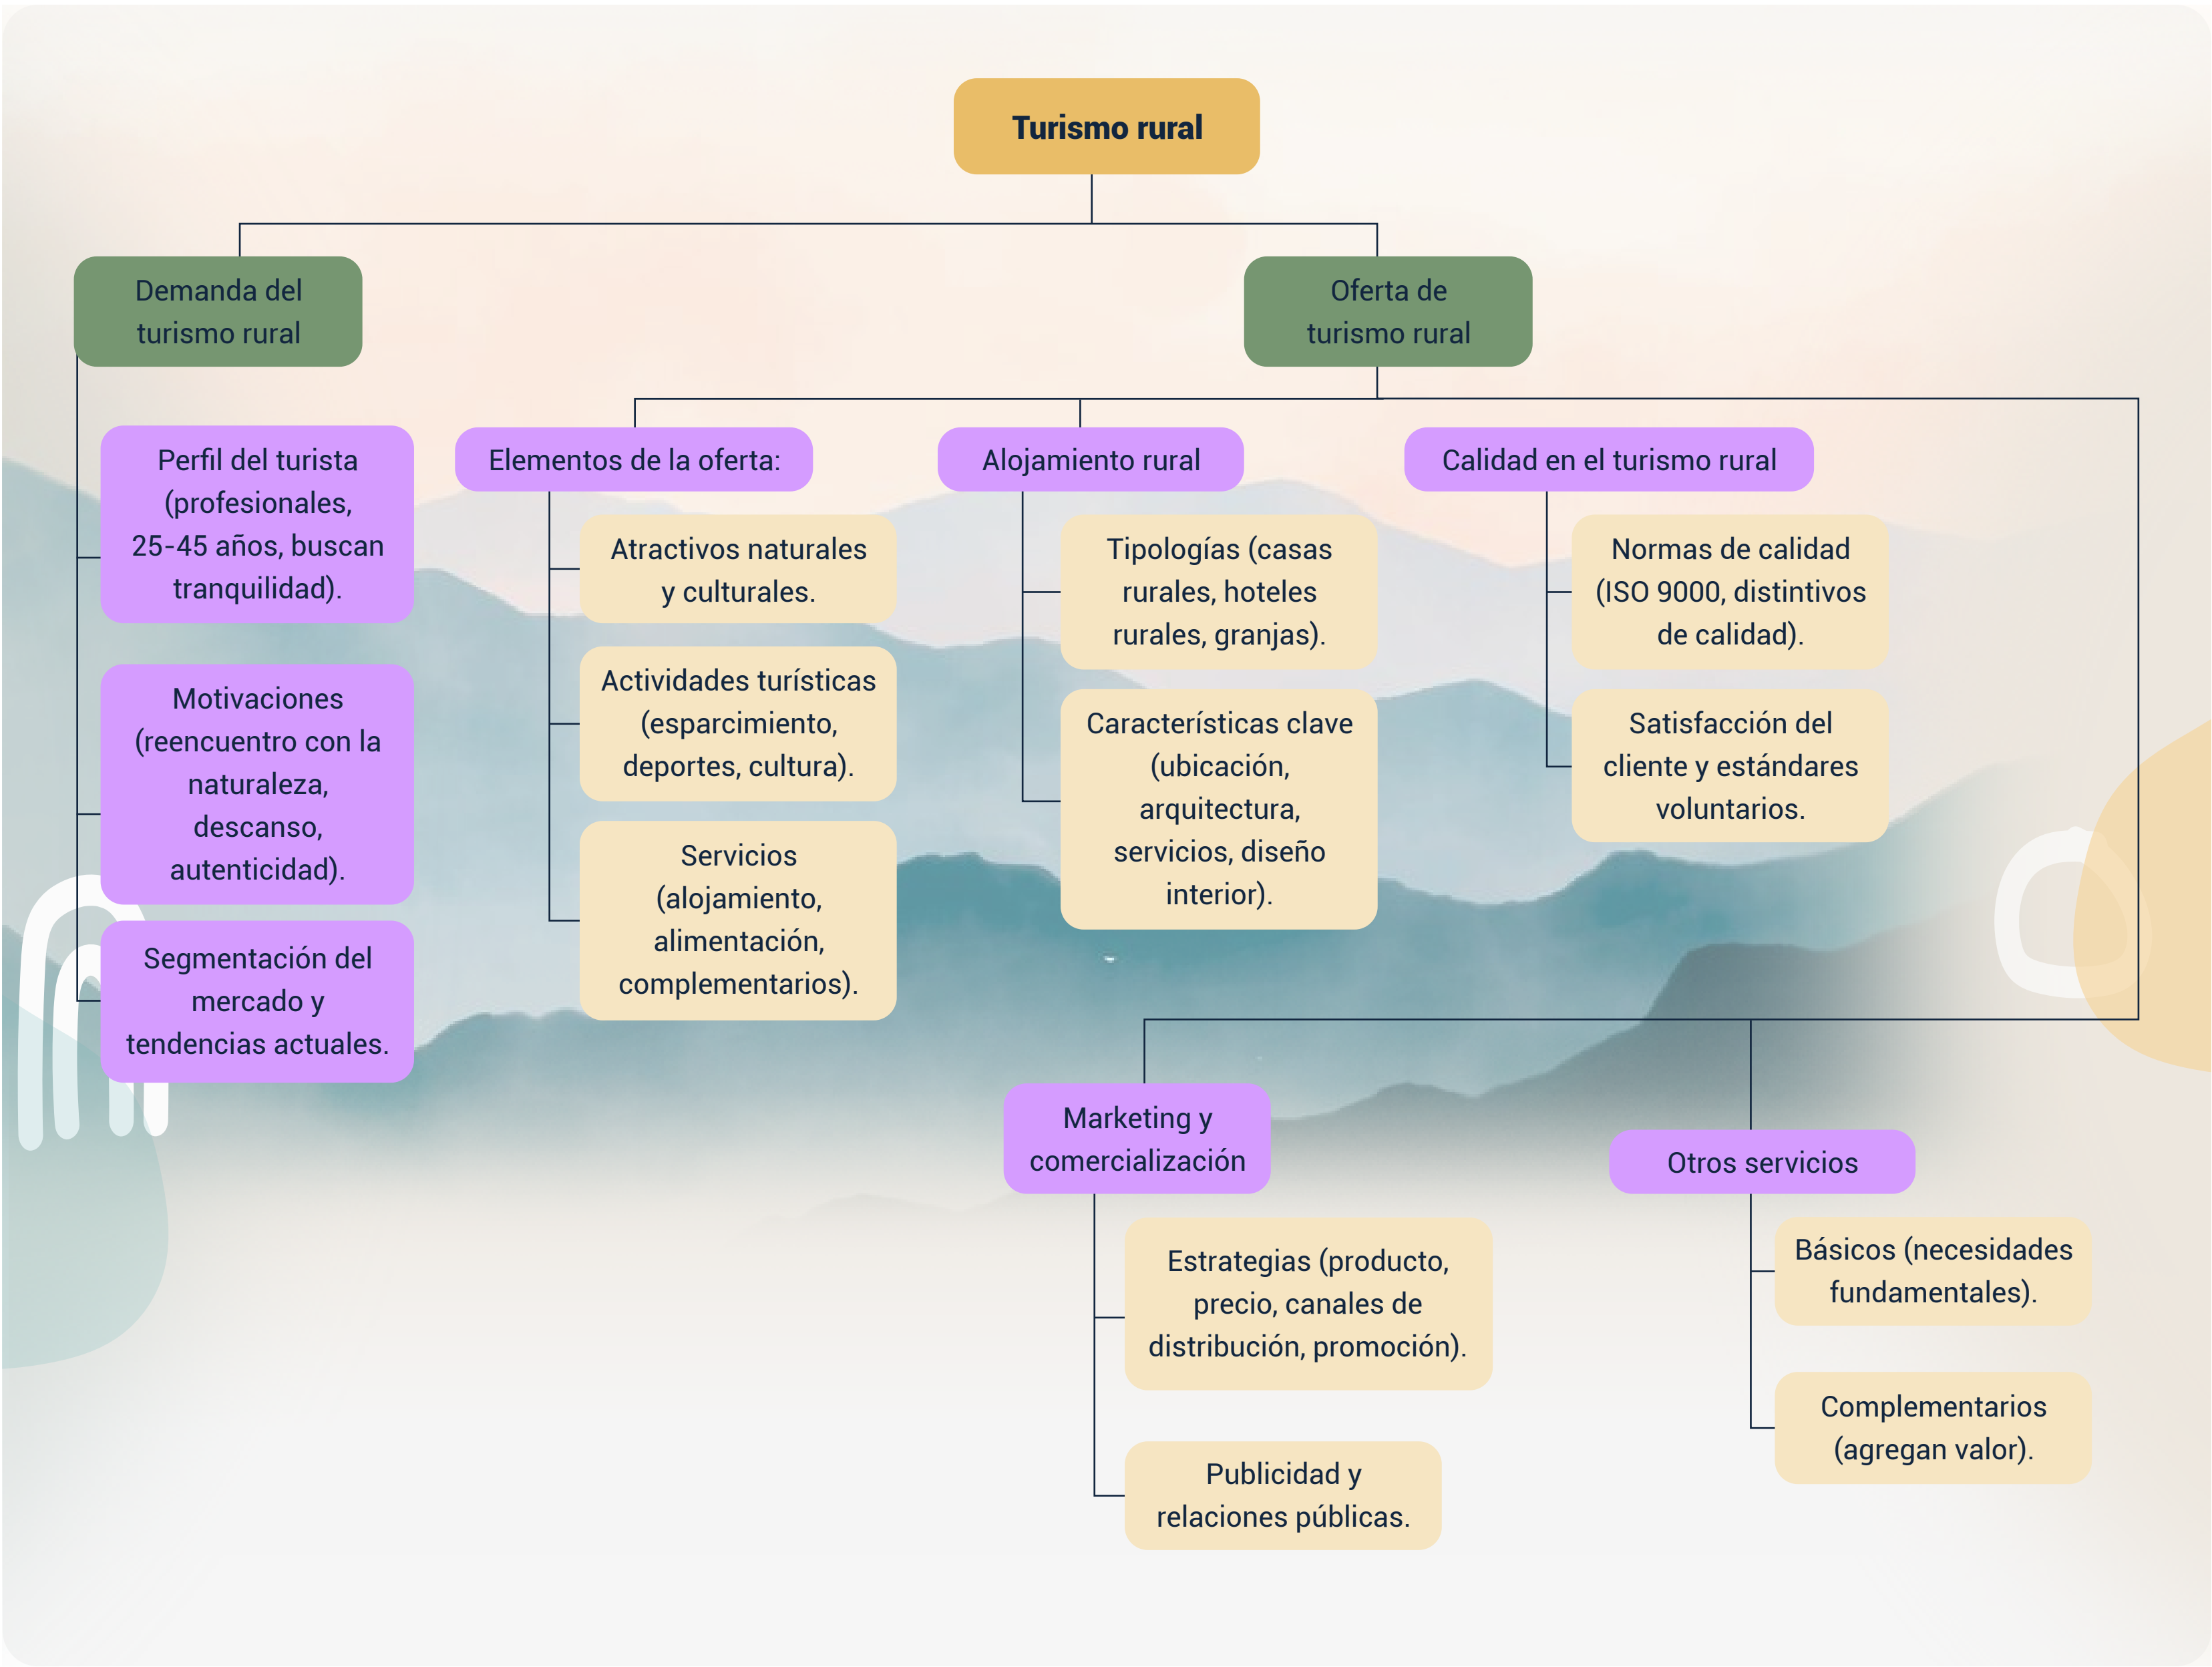 Turismo rural
Demanda del
turismo rural
Perfil del turista
(profesionales,
25-45 años, buscan
tranquilidad).
Motivaciones
(reencuentro con la
naturaleza,
descanso,
autenticidad).
Segmentación del
mercado y
tendencias actuales.
Oferta de
turismo rural
Elementos de la oferta:
Atractivos naturales
y culturales.
Actividades turísticas
(esparcimiento,
deportes, cultura).
Servicios
(alojamiento,
alimentación,
complementarios).
Alojamiento rural
Tipologías (casas
rurales, hoteles
rurales, granjas).
Características clave
(ubicación,
arquitectura,
servicios, diseño
interior).
Calidad en el turismo rural
Normas de calidad
(ISO 9000, distintivos
de calidad).
Satisfacción del
cliente y estándares
voluntarios.
Marketing y
comercialización
Estrategias (producto,
precio, canales de
distribución, promoción).
Publicidad y
relaciones públicas.
Otros servicios
Básicos (necesidades
fundamentales).
Complementarios
(agregan valor).